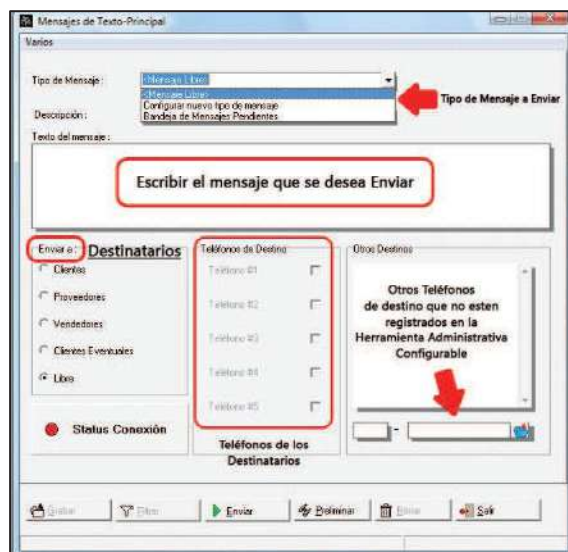 Mensajes de Texto-Principal
Varios
Tipo de Mensaje :
<Mensaje Libre>
<Mensaje Libre>
Configurar nuevo tipo de mensaje
Bandeja de Mensajes Pendientes
Tipo de Mensaje a Enviar
Descripción :
Texto del mensaje :
Escribir el mensaje que se desea Enviar
Enviar a : Destinatarios
Clientes
Proveedores
Vendedores
Clientes Eventuales
Libre
Teléfonos de Destino
Teléfono #1
Teléfono #2
Teléfono #3
Teléfono #4
Teléfono #5
Otros Destinos
Otros Teléfonos
de destino que no esten
registrados en la
Herramienta Administrativa
Configurable
-
Status Conexión
Teléfonos de los
Destinatarios
Grabar Filtro Enviar Preliminar Borrar Salir